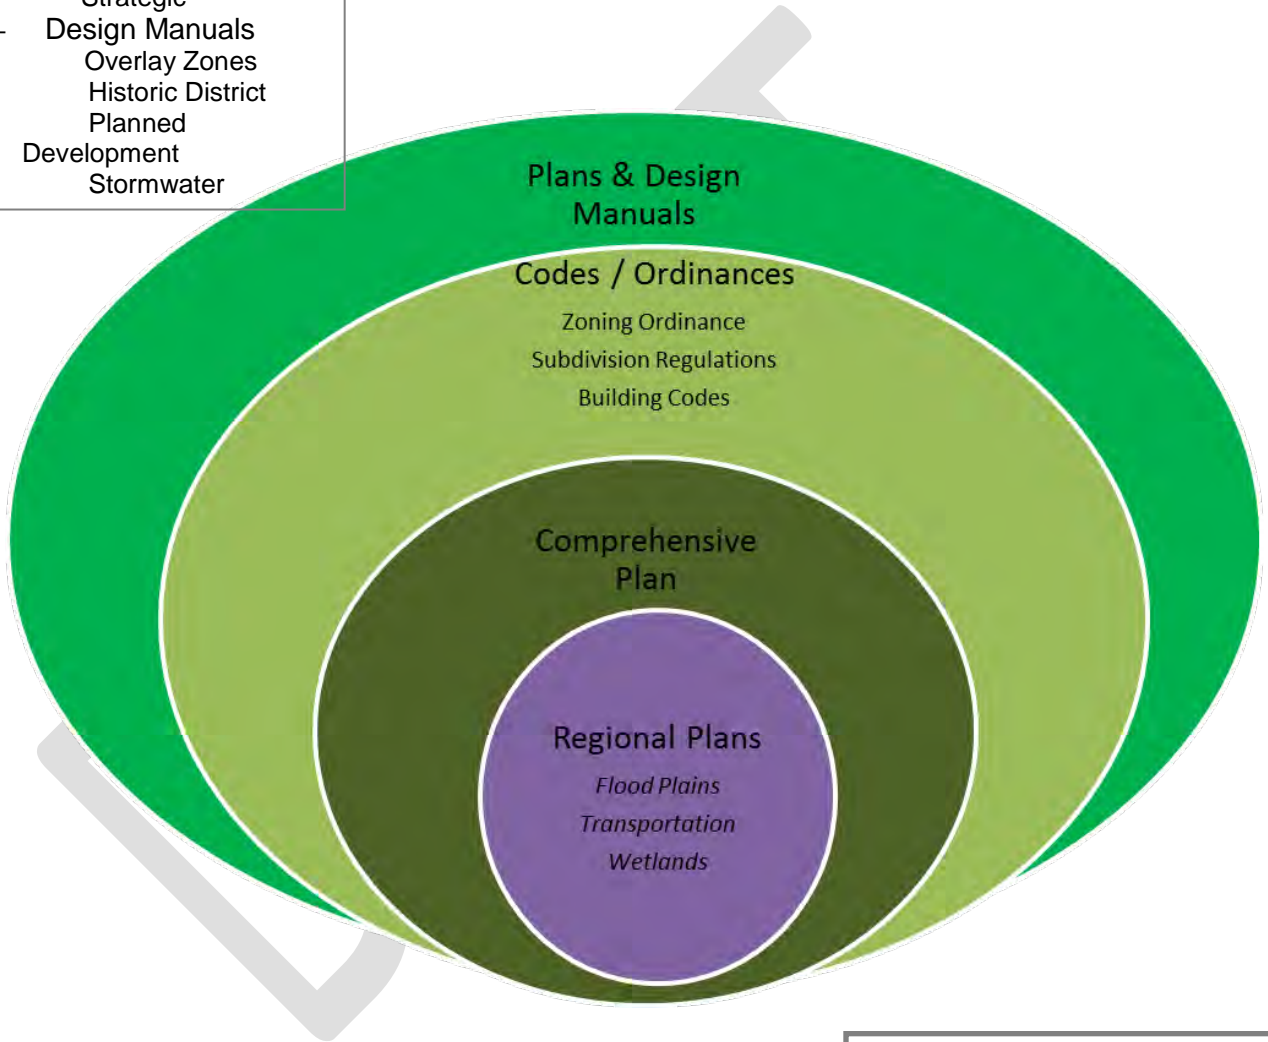 Strategic
- Design Manuals
Overlay Zones
Historic District
Planned
Development
Stormwater
Plans & Design
Manuals
Codes / Ordinances
Zoning Ordinance
Subdivision Regulations
Building Codes
Comprehensive
Plan
Regional Plans
Flood Plains
Transportation
Wetlands